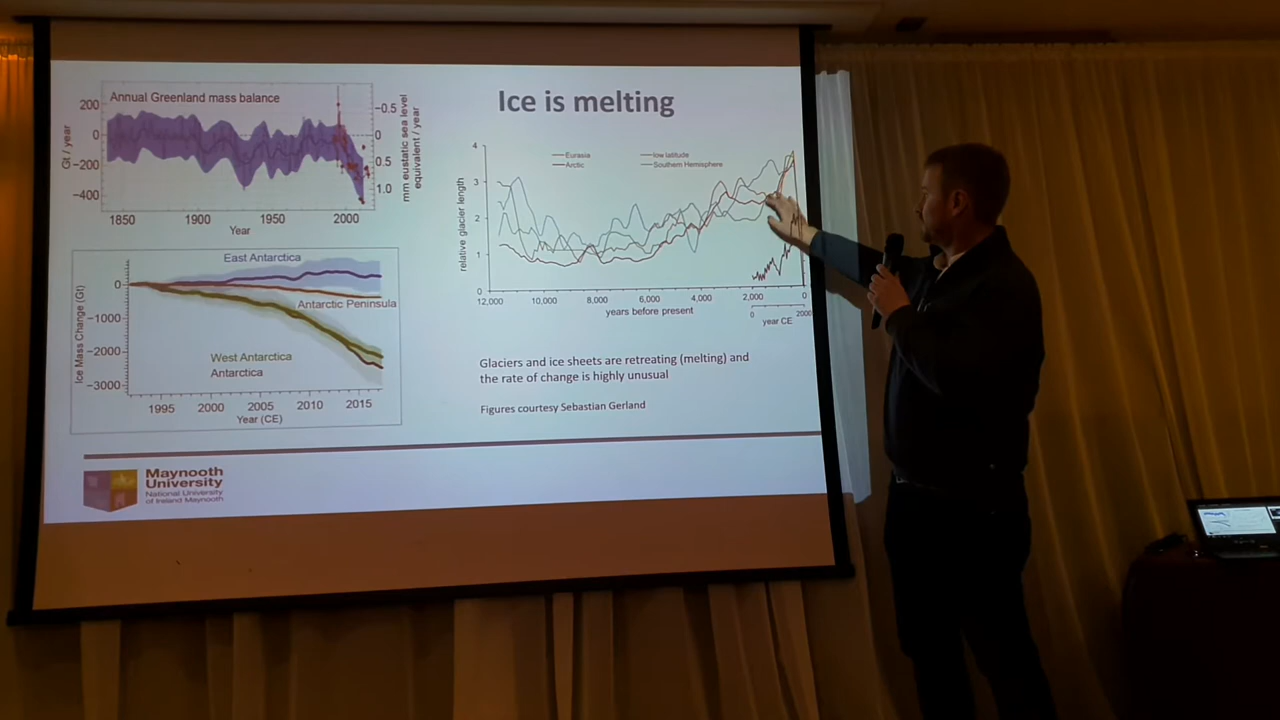 Ice is melting
Annual Greenland mass balance
Gt / year
200
0
−200
−400
1850
1900
1950
2000
Year
−0.5
0
0.5
1.0
mm eustatic sea level
equivalent / year
East Antarctica
Antarctic Peninsula
West Antarctica
Antarctica
Ice Mass Change (Gt)
0
−1000
−2000
−3000
1995
2000
2005
2010
2015
Year (CE)
Eurasia
low latitude
Arctic
Southern Hemisphere
relative glacier length
4
3
2
1
0
12,000
10,000
8,000
6,000
4,000
2,000
0
years before present
0
2000
year CE
Glaciers and ice sheets are retreating (melting) and
the rate of change is highly unusual
Figures courtesy Sebastian Gerland
Maynooth
University
National University
of Ireland Maynooth